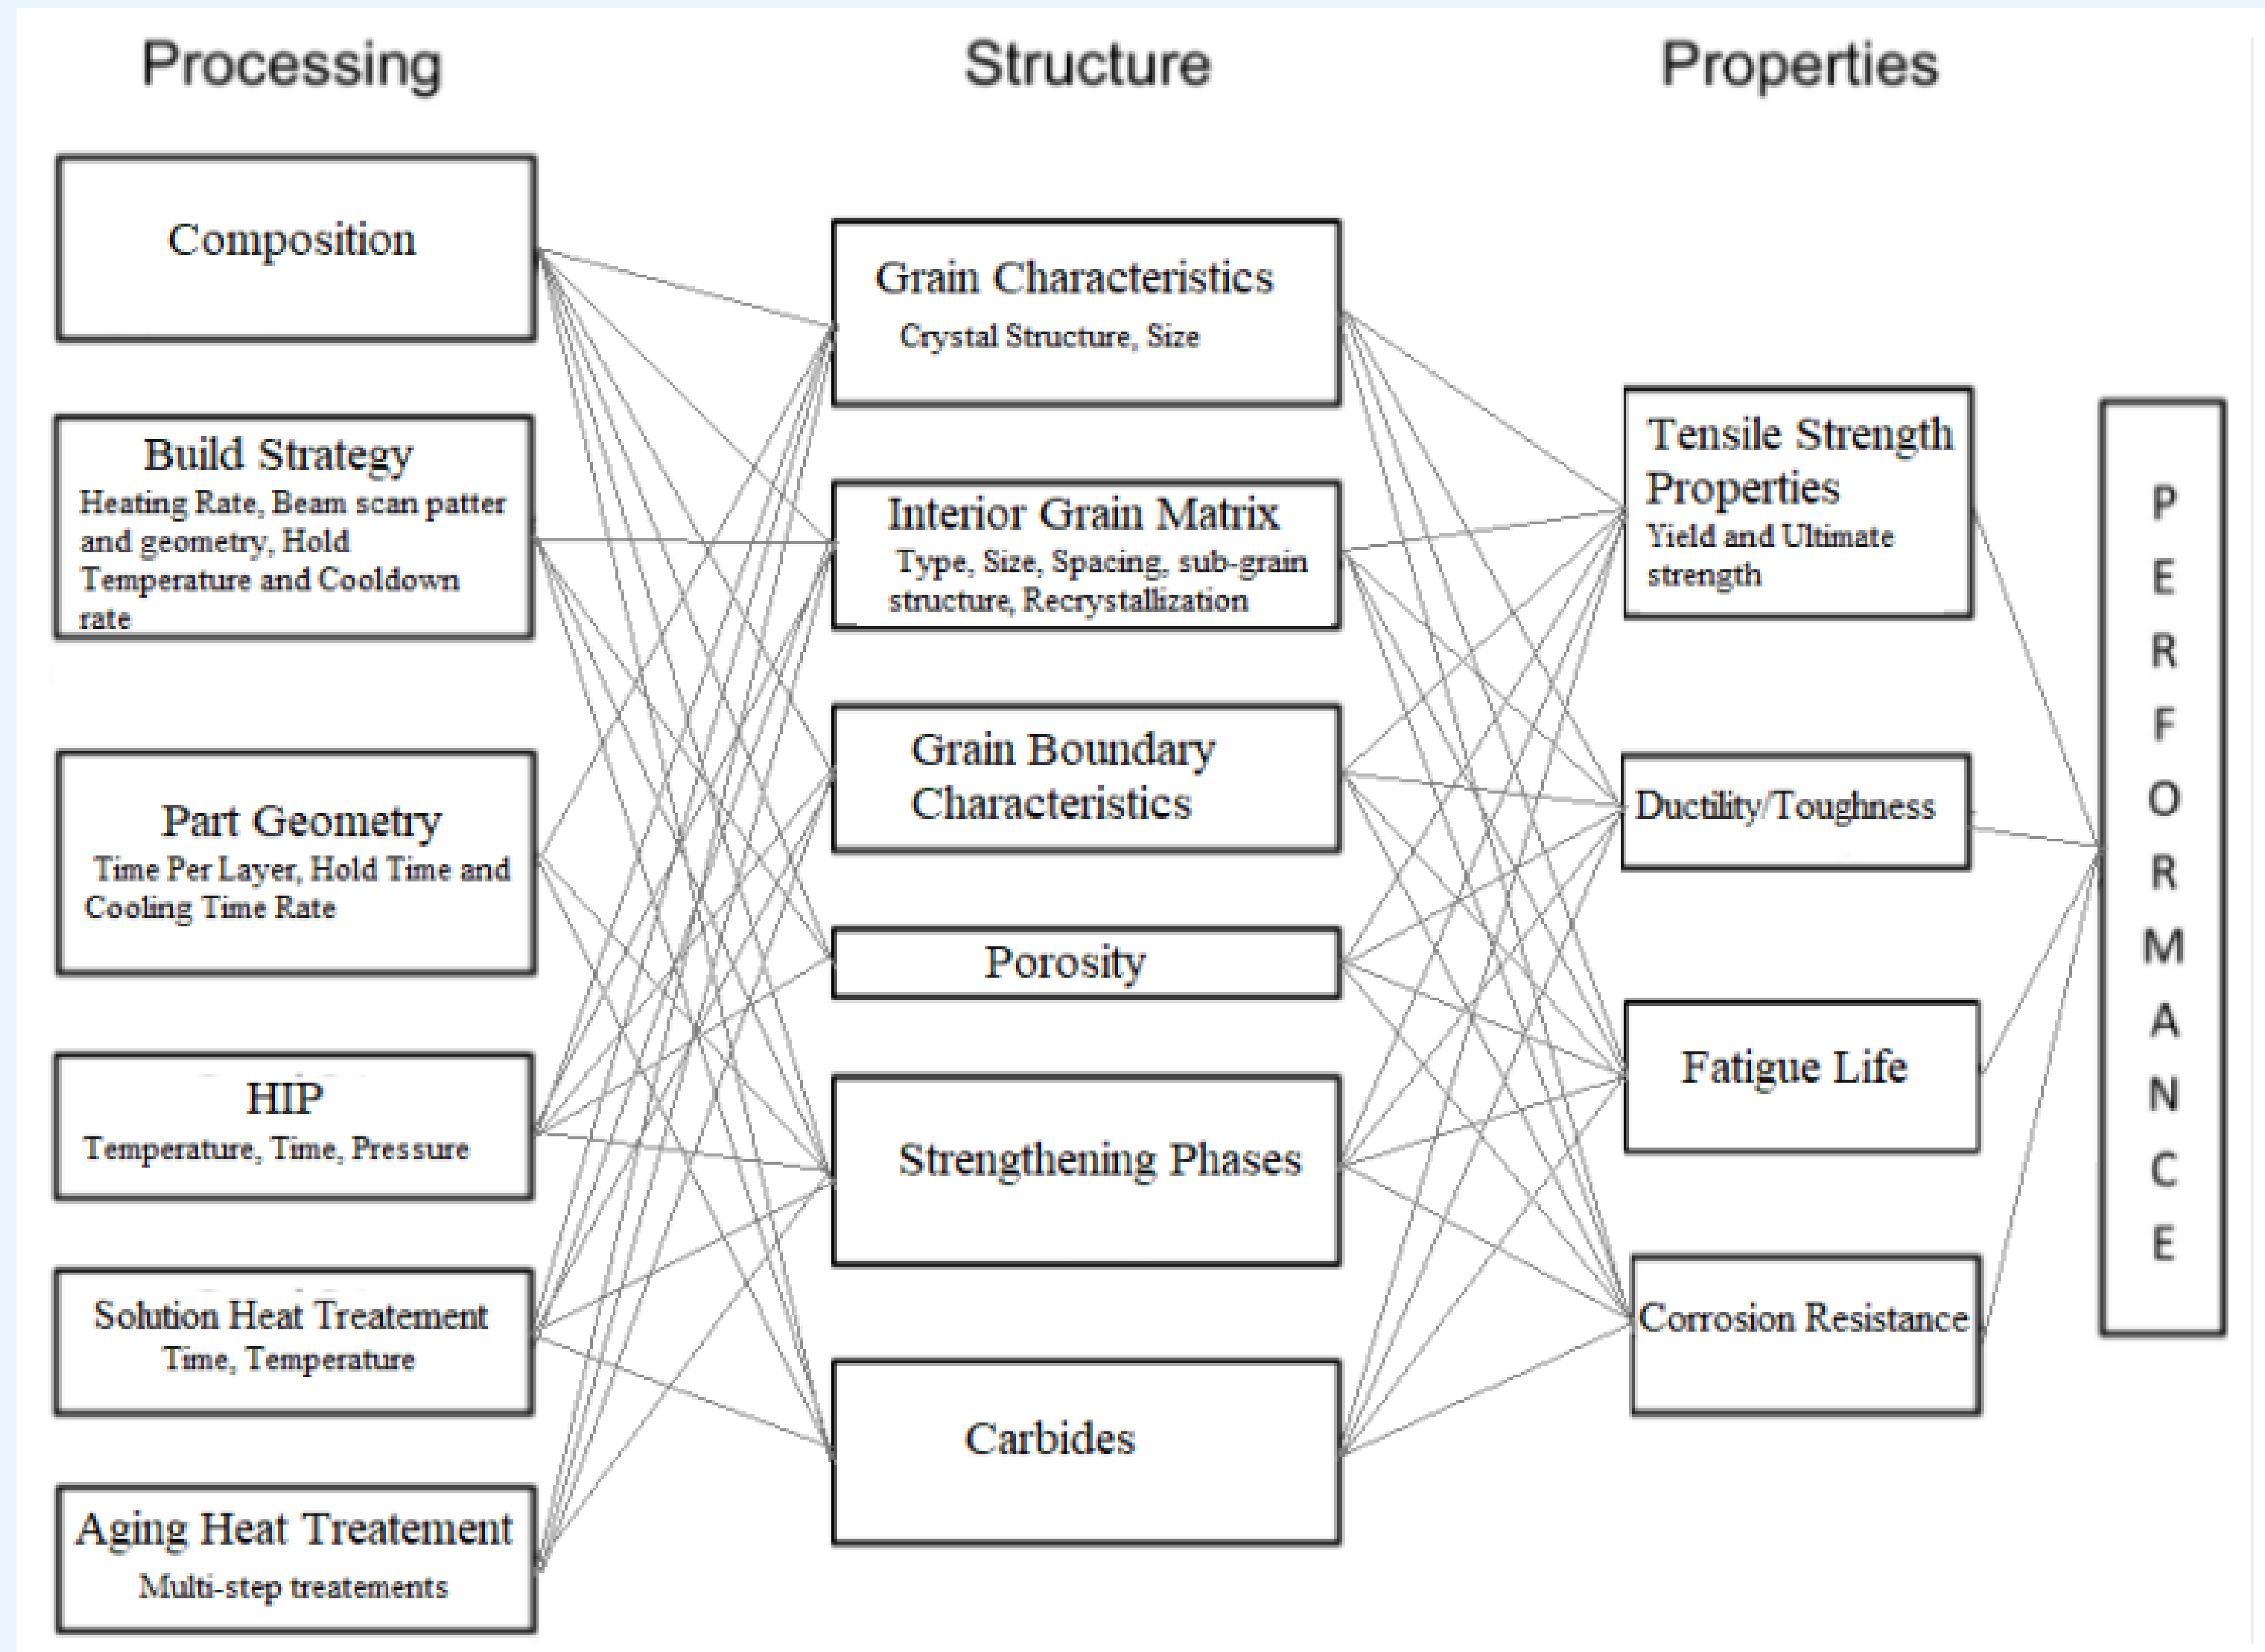 Processing
Structure
Properties
Composition
Build Strategy
Heating Rate, Beam scan patter
and geometry, Hold
Temperature and Cooldown
rate
Part Geometry
Time Per Layer, Hold Time and
Cooling Time Rate
HIP
Temperature, Time, Pressure
Solution Heat Treatement
Time, Temperature
Aging Heat Treatement
Multi-step treatements
Grain Characteristics
Crystal Structure, Size
Interior Grain Matrix
Type, Size, Spacing, sub-grain
structure, Recrystallization
Grain Boundary
Characteristics
Porosity
Strengthening Phases
Carbides
Tensile Strength
Properties
Yield and Ultimate
strength
Ductility/Toughness
Fatigue Life
Corrosion Resistance
PERFORMANCE